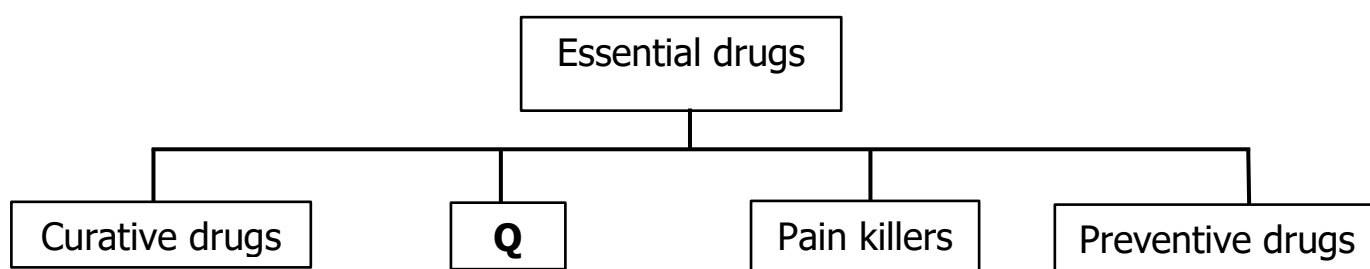 Essential drugs
Curative drugs
Q
Pain killers
Preventive drugs